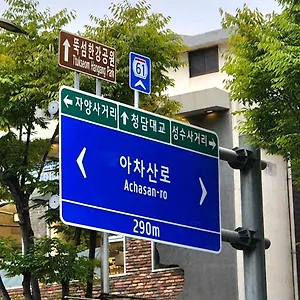 뚝섬한강공원
Ttukseom Hangang Park
61
자양사거리
청담대교
성수사거리
아차산로
Achasan-ro
290m